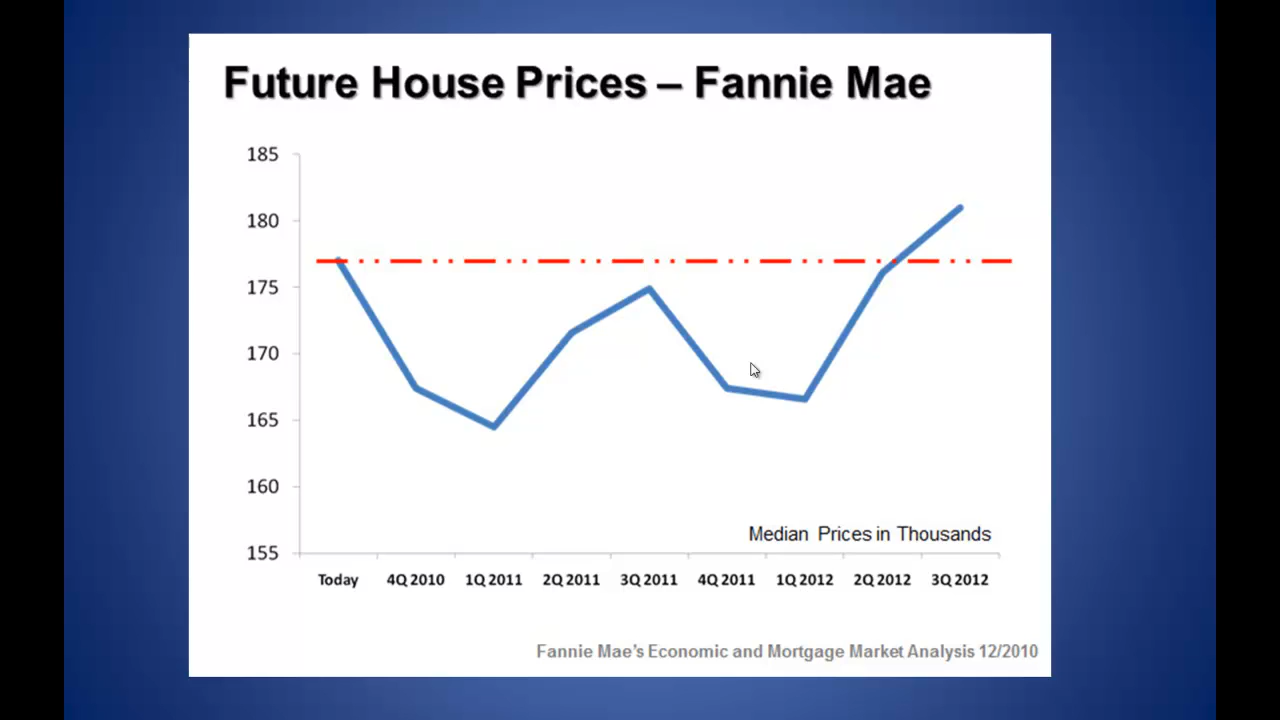 Future House Prices – Fannie Mae
185
180
175
170
165
160
155
Median Prices in Thousands
Today 4Q 2010 1Q 2011 2Q 2011 3Q 2011 4Q 2011 1Q 2012 2Q 2012 3Q 2012
Fannie Mae's Economic and Mortgage Market Analysis 12/2010